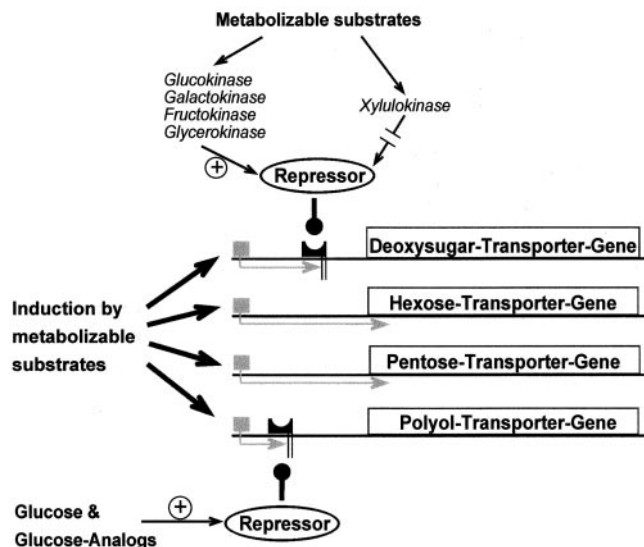 Metabolizable substrates
Glucokinase
Galactokinase
Fructokinase
Glycerokinase
Xylulokinase
+
Repressor
Deoxysugar-Transporter-Gene
Hexose-Transporter-Gene
Induction by
metabolizable
substrates
Pentose-Transporter-Gene
Polyol-Transporter-Gene
Glucose &
Glucose-Analogs
+
Repressor